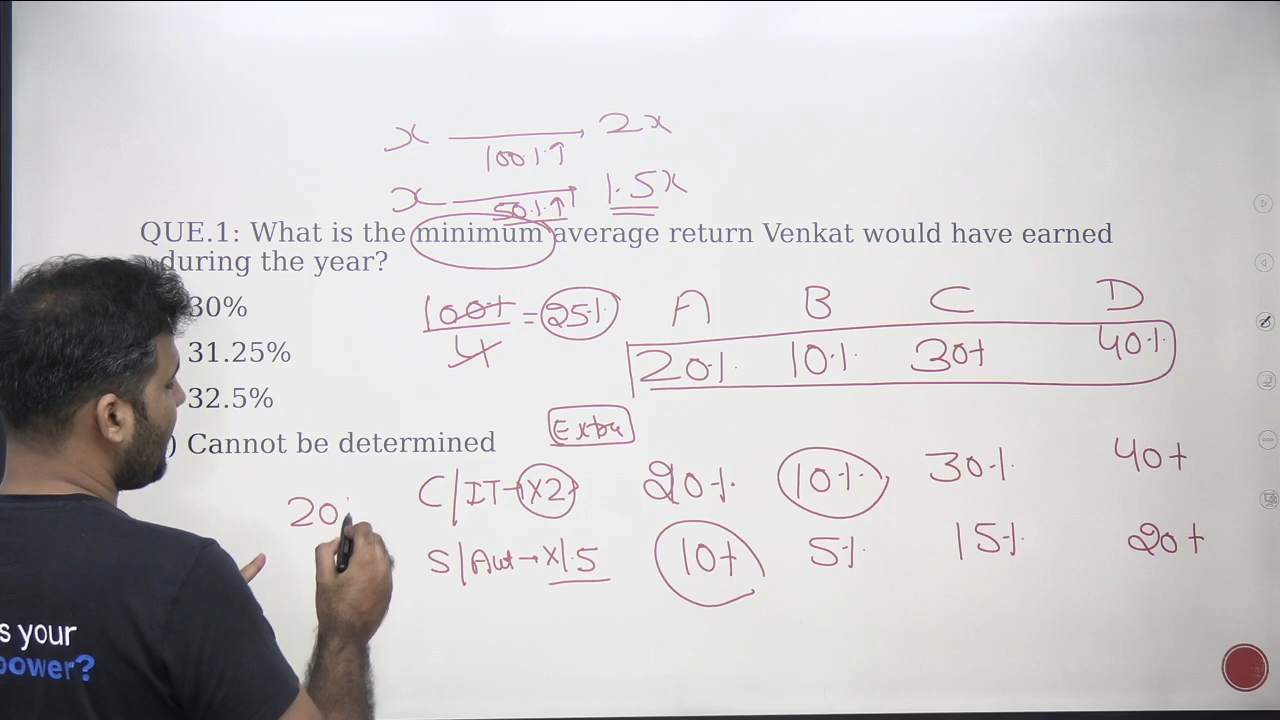 x → 2x
100% ↑
x → 1.5x
50% ↑
QUE.1: What is the minimum average return Venkat would have earned
during the year?
30%
31.25%
32.5%
) Cannot be determined
100% / 4 = 25%
A B C D
20% 10% 30% 40%
Extra
C/IT → x2 20% 10% 30% 40%
S/Aut → x1.5 10% 5% 15% 20%
20
s your
power?